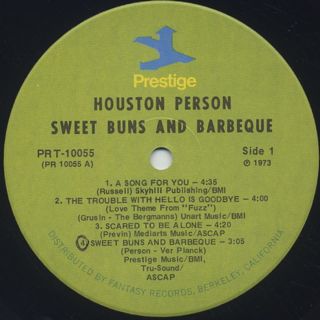 Prestige
HOUSTON PERSON
SWEET BUNS AND BARBEQUE
PRT-10055
(PR 10055 A)
Side 1
℗ 1973
1. A SONG FOR YOU — 4:35
(Russell) Skyhill Publishing/BMI
2. THE TROUBLE WITH HELLO IS GOODBYE — 4:00
(Love Theme From "Fuzz")
(Grusin - The Bergmanns) Unart Music/BMI
3. SCARED TO BE ALONE — 4:20
(Previn) Mediarts Music/ASCAP
4 SWEET BUNS AND BARBEQUE — 3:05
(Person - Ver Planck)
Prestige Music/BMI,
Tru-Sound/
ASCAP
DISTRIBUTED BY FANTASY RECORDS, BERKELEY, CALIFORNIA